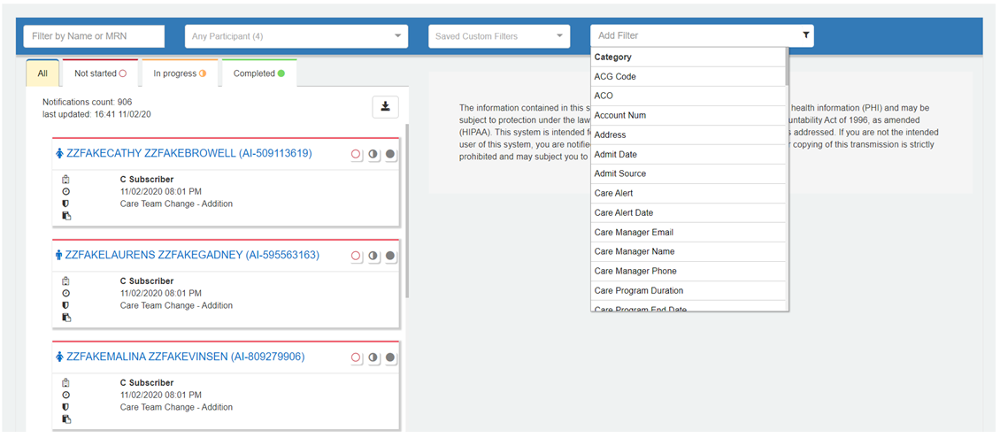 Filter by Name or MRN
Any Participant (4)
Saved Custom Filters
Add Filter
All
Not started
In progress
Completed
Notifications count: 906
last updated: 16:41 11/02/20
ZZFAKECATHY ZZFAKEBROWELL (AI-509113619)
C Subscriber
11/02/2020 08:01 PM
Care Team Change - Addition
ZZFAKELAURENS ZZFAKEGADNEY (AI-595563163)
C Subscriber
11/02/2020 08:01 PM
Care Team Change - Addition
ZZFAKEMALINA ZZFAKEVINSEN (AI-809279906)
C Subscriber
11/02/2020 08:01 PM
Care Team Change - Addition
Category
ACG Code
ACO
Account Num
Address
Admit Date
Admit Source
Care Alert
Care Alert Date
Care Manager Email
Care Manager Name
Care Manager Phone
Care Program Duration
Care Program End Date
The information contained in this s health information (PHI) and may be
subject to protection under the law untability Act of 1996, as amended
(HIPAA). This system is intended f s addressed. If you are not the intended
user of this system, you are notifie r copying of this transmission is strictly
prohibited and may subject you to